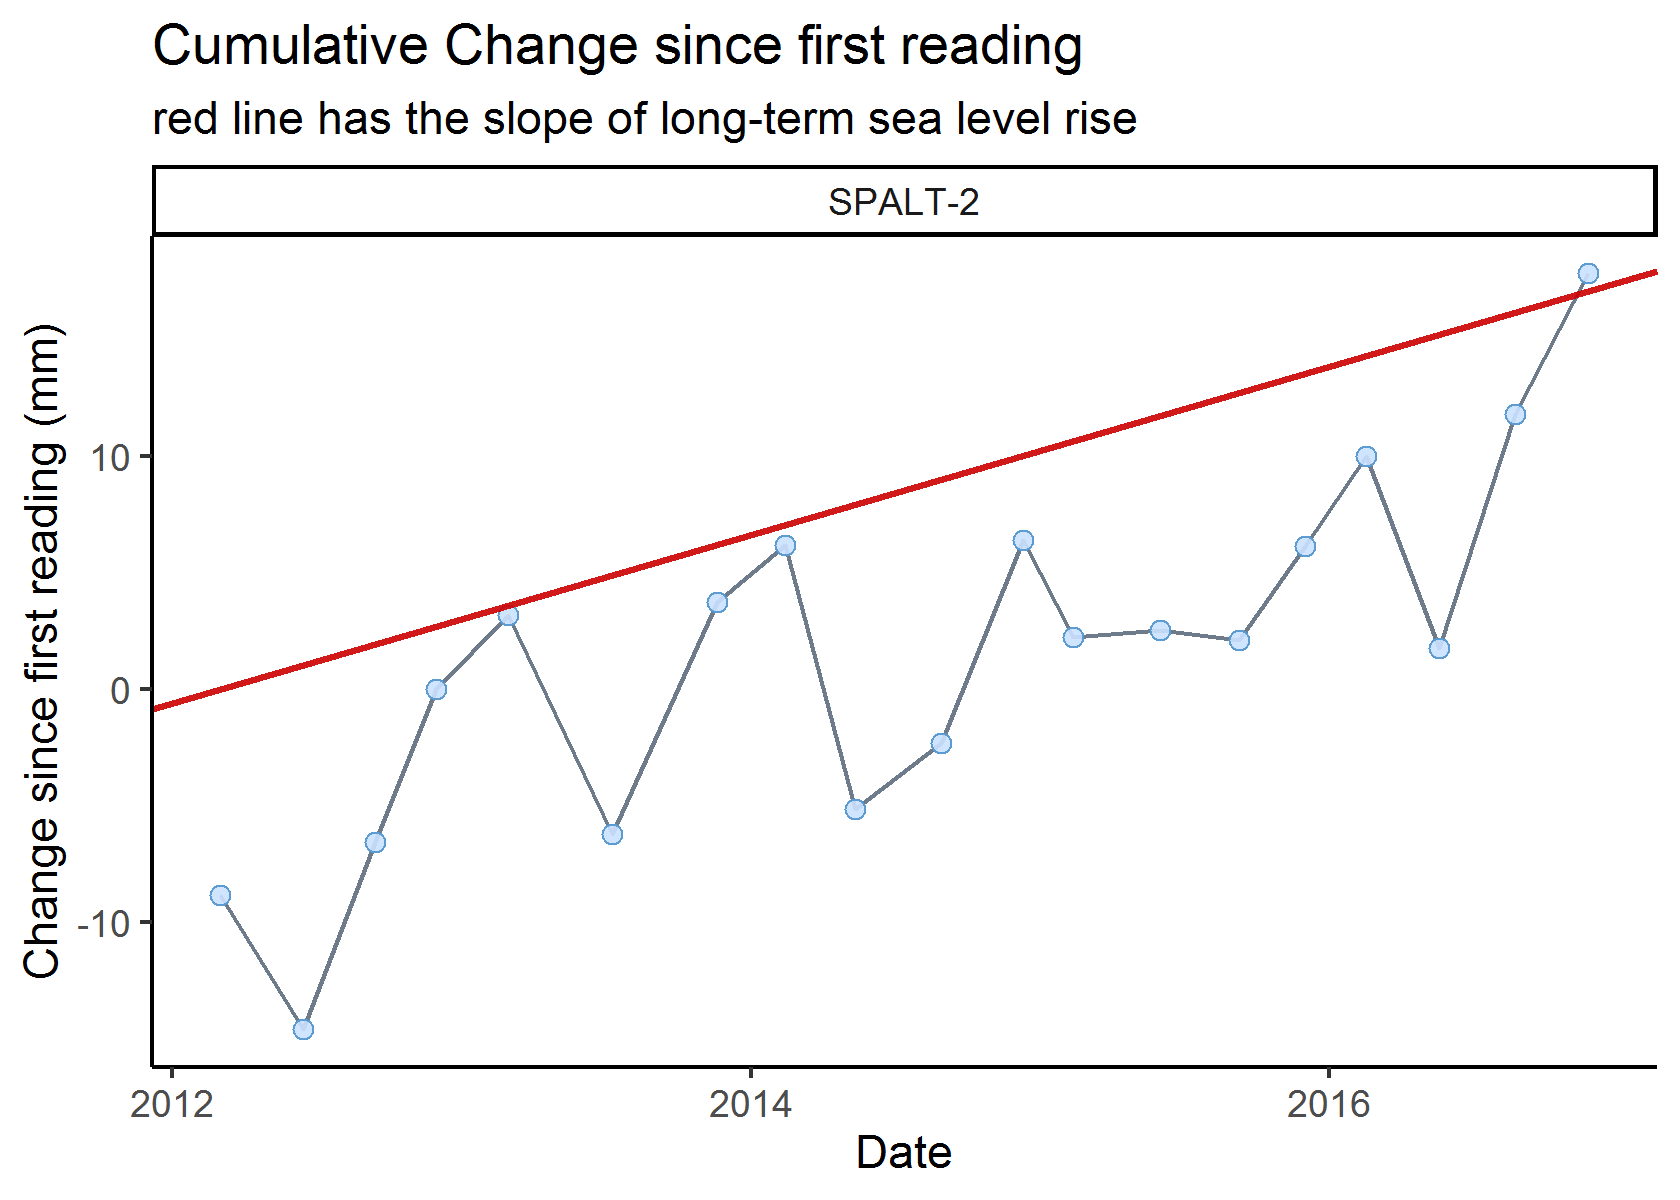 Cumulative Change since first reading
red line has the slope of long-term sea level rise
SPALT-2
Change since first reading (mm)
10
0
-10
2012
2014
2016
Date